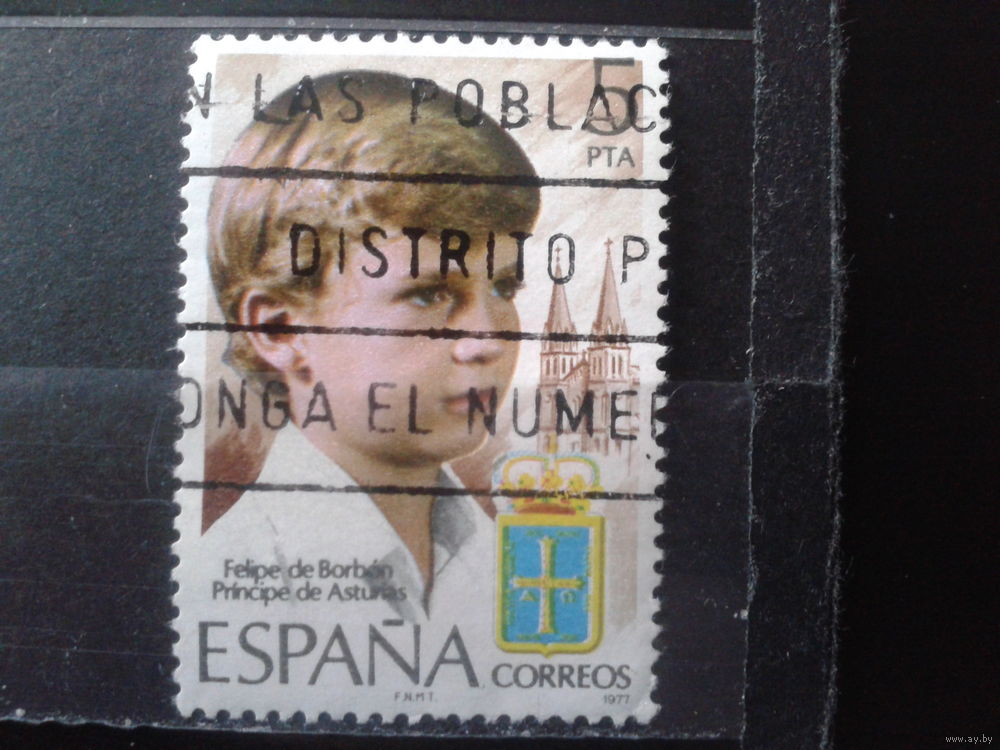 5
N LAS POBLAC
PTA
DISTRITO P
ONGA EL NUMER
Felipe de Borbón
Príncipe de Asturias
A Ω
ESPAÑA
CORREOS
F.N.M.T.
1977
www.ay.by